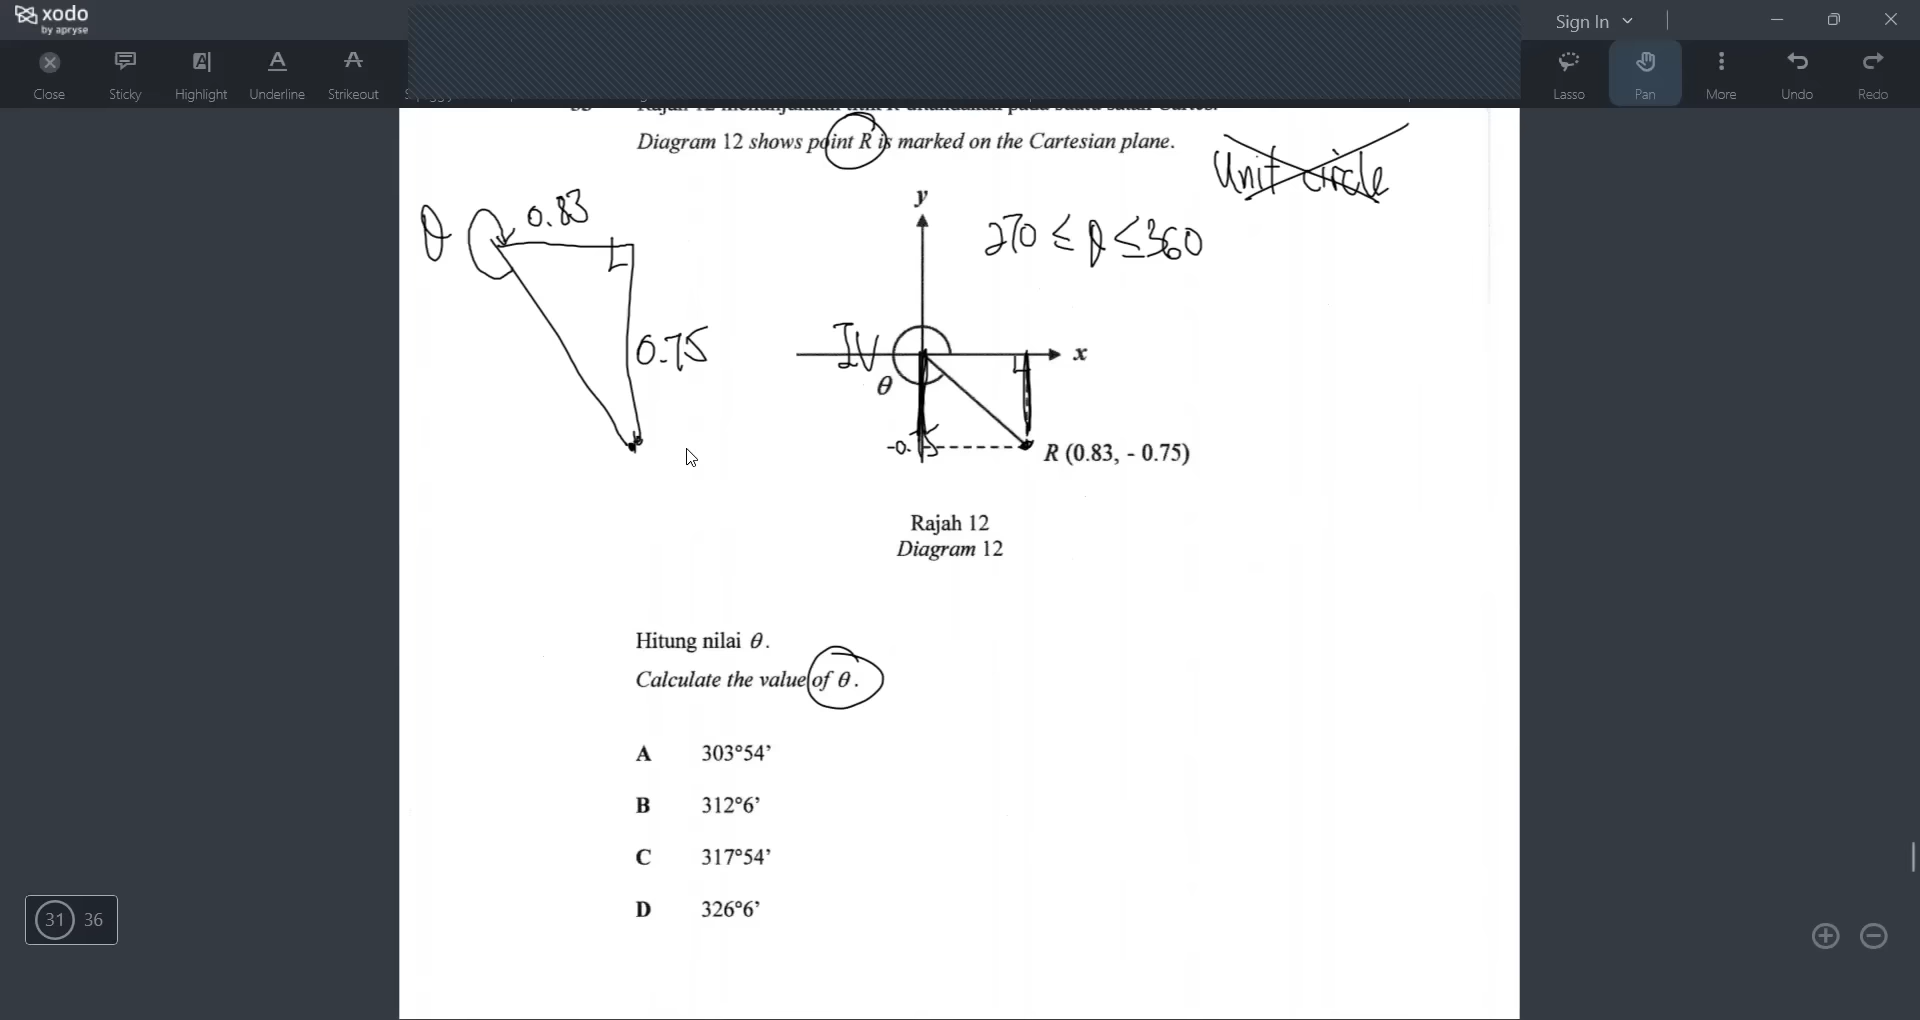 xodo
by apryse
Sign In
Close
Sticky
Highlight
Underline
Strikeout
Lasso
Pan
More
Undo
Redo
Diagram 12 shows point R is marked on the Cartesian plane.
Unit circle
θ
0.83
0.75
y
270 ≤ θ ≤ 360
IV
x
θ
-0.75
R (0.83, - 0.75)
Rajah 12
Diagram 12
Hitung nilai θ.
Calculate the value of θ.
A 303°54’
B 312°6’
C 317°54’
D 326°6’
31 36